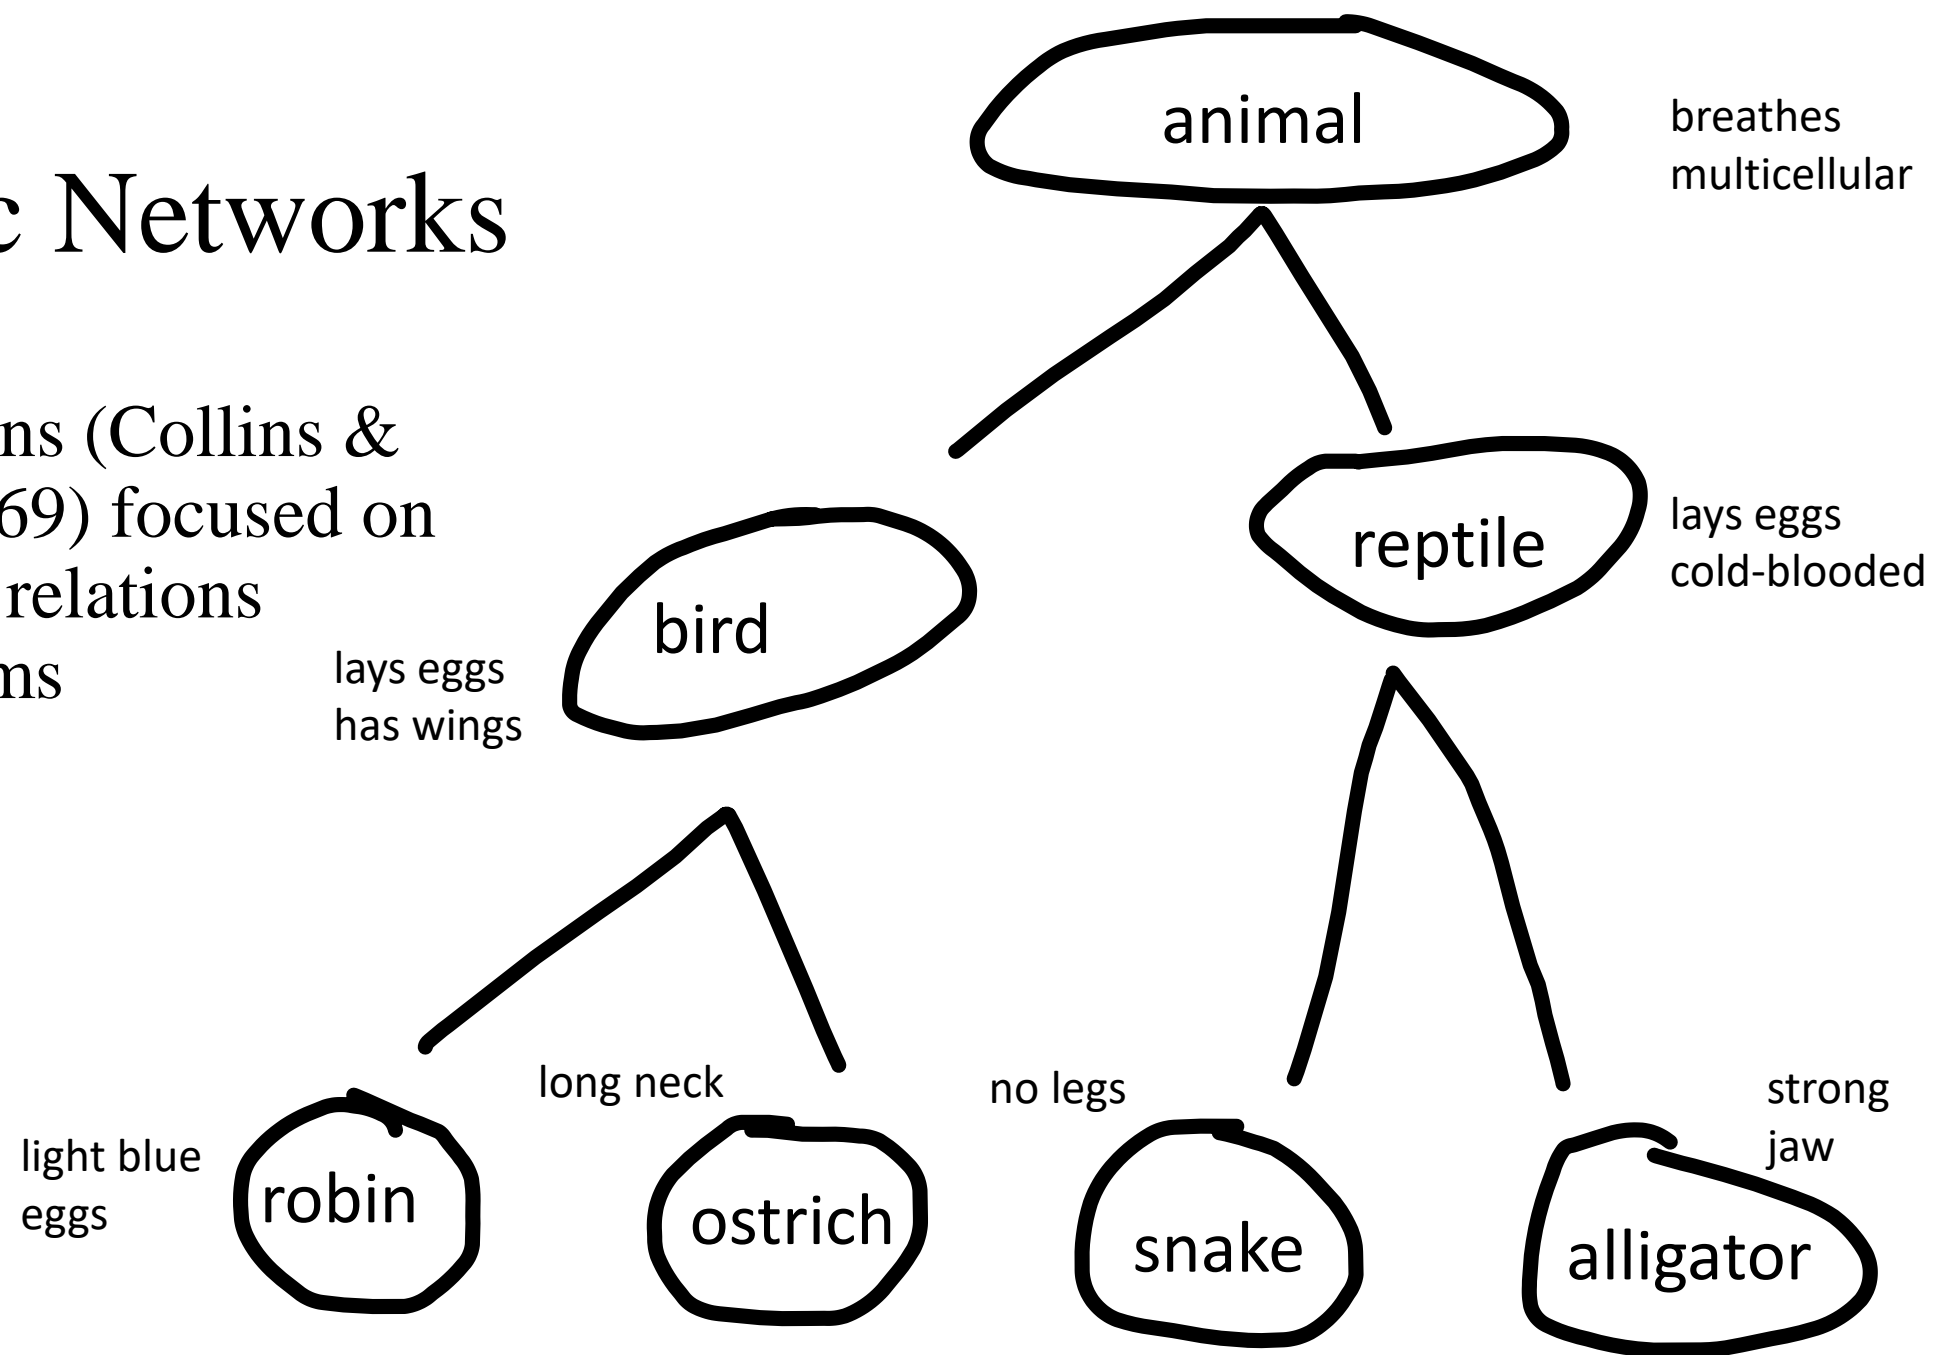 c Networks
ns (Collins &
69) focused on
relations
ms
animal
breathes
multicellular
bird
lays eggs
has wings
reptile
lays eggs
cold-blooded
robin
light blue
eggs
ostrich
long neck
snake
no legs
alligator
strong
jaw